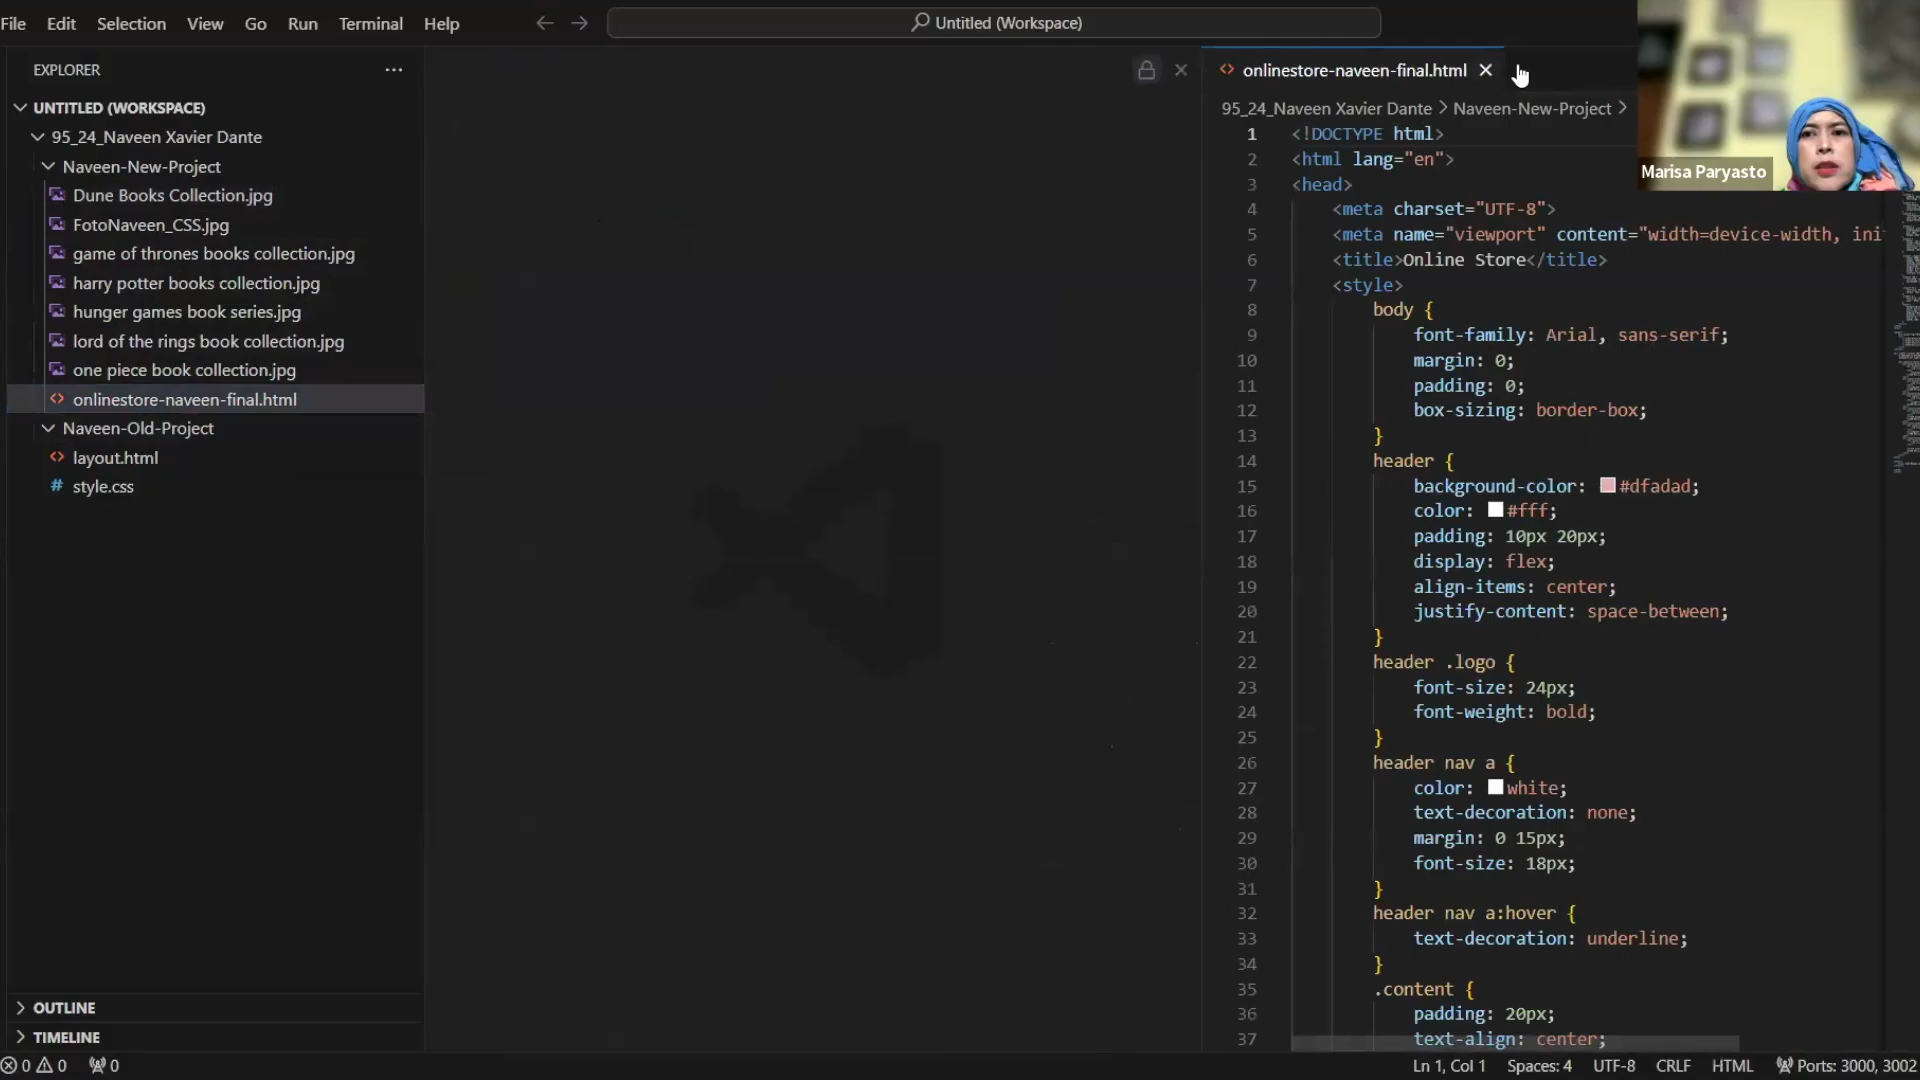 File Edit Selection View Go Run Terminal Help
Untitled (Workspace)
EXPLORER
UNTITLED (WORKSPACE)
95_24_Naveen Xavier Dante
Naveen-New-Project
Dune Books Collection.jpg
FotoNaveen_CSS.jpg
game of thrones books collection.jpg
harry potter books collection.jpg
hunger games book series.jpg
lord of the rings book collection.jpg
one piece book collection.jpg
onlinestore-naveen-final.html
Naveen-Old-Project
layout.html
style.css
OUTLINE
TIMELINE
onlinestore-naveen-final.html
95_24_Naveen Xavier Dante > Naveen-New-Project >
1 <!DOCTYPE html>
2 <html lang="en">
3 <head>
4 <meta charset="UTF-8">
5 <meta name="viewport" content="width=device-width, ini
6 <title>Online Store</title>
7 <style>
8 body {
9 font-family: Arial, sans-serif;
10 margin: 0;
11 padding: 0;
12 box-sizing: border-box;
13 }
14 header {
15 background-color: #dfadad;
16 color: #fff;
17 padding: 10px 20px;
18 display: flex;
19 align-items: center;
20 justify-content: space-between;
21 }
22 header .logo {
23 font-size: 24px;
24 font-weight: bold;
25 }
26 header nav a {
27 color: white;
28 text-decoration: none;
29 margin: 0 15px;
30 font-size: 18px;
31 }
32 header nav a:hover {
33 text-decoration: underline;
34 }
35 .content {
36 padding: 20px;
37 text-align: center;
Marisa Paryasto
0 0 0
Ln 1, Col 1 Spaces: 4 UTF-8 CRLF HTML Ports: 3000, 3002